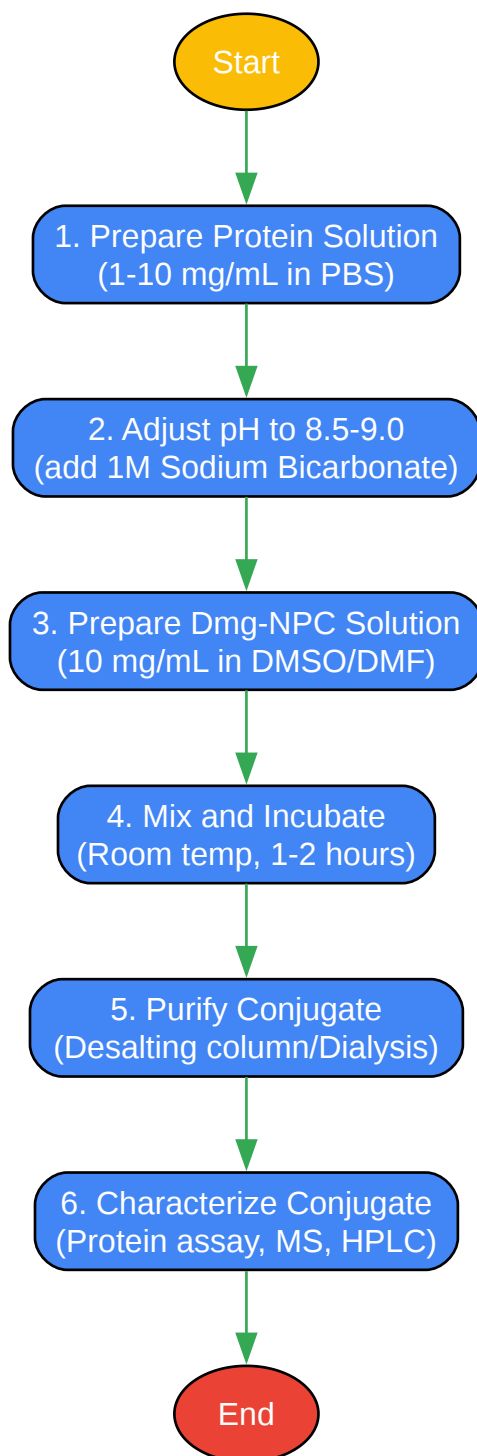 Start
1. Prepare Protein Solution
(1-10 mg/mL in PBS)
2. Adjust pH to 8.5-9.0
(add 1M Sodium Bicarbonate)
3. Prepare Dmg-NPC Solution
(10 mg/mL in DMSO/DMF)
4. Mix and Incubate
(Room temp, 1-2 hours)
5. Purify Conjugate
(Desalting column/Dialysis)
6. Characterize Conjugate
(Protein assay, MS, HPLC)
End